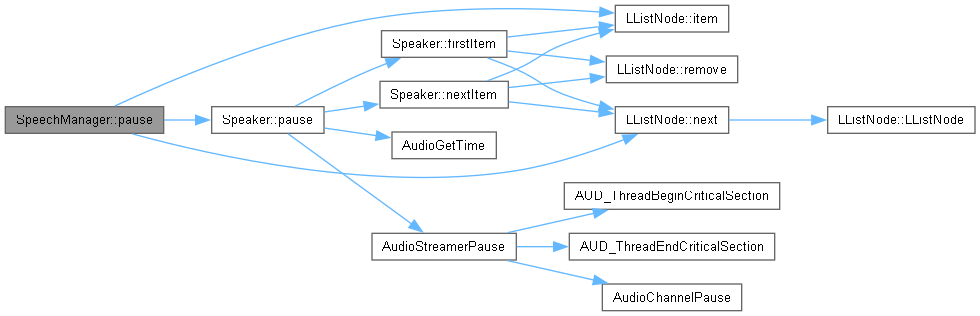 SpeechManager::pause
Speaker::pause
Speaker::firstItem
Speaker::nextItem
AudioGetTime
AudioStreamerPause
LListNode::item
LListNode::remove
LListNode::next
AUD_ThreadBeginCriticalSection
AUD_ThreadEndCriticalSection
AudioChannelPause
LListNode::LListNode